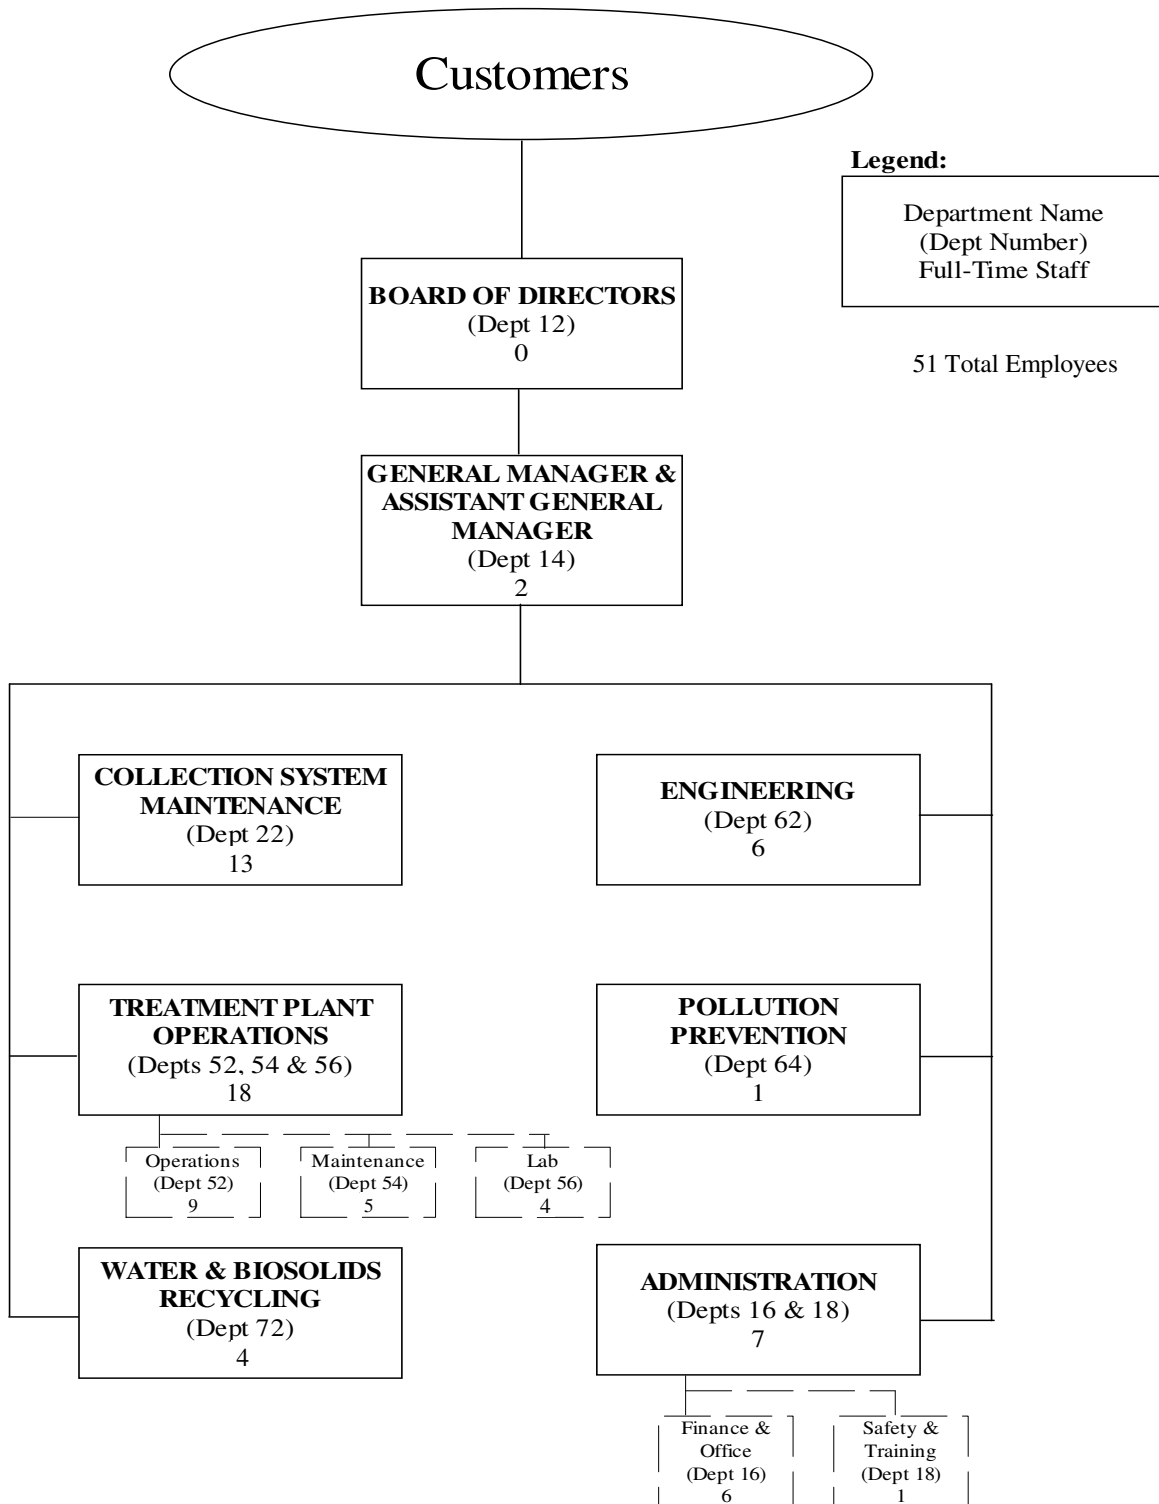 Customers
Legend:
Department Name
(Dept Number)
Full-Time Staff
51 Total Employees
BOARD OF DIRECTORS
(Dept 12)
0
GENERAL MANAGER &
ASSISTANT GENERAL
MANAGER
(Dept 14)
2
COLLECTION SYSTEM
MAINTENANCE
(Dept 22)
13
ENGINEERING
(Dept 62)
6
TREATMENT PLANT
OPERATIONS
(Depts 52, 54 & 56)
18
POLLUTION
PREVENTION
(Dept 64)
1
Operations
(Dept 52)
9
Maintenance
(Dept 54)
5
Lab
(Dept 56)
4
WATER & BIOSOLIDS
RECYCLING
(Dept 72)
4
ADMINISTRATION
(Depts 16 & 18)
7
Finance &
Office
(Dept 16)
6
Safety &
Training
(Dept 18)
1